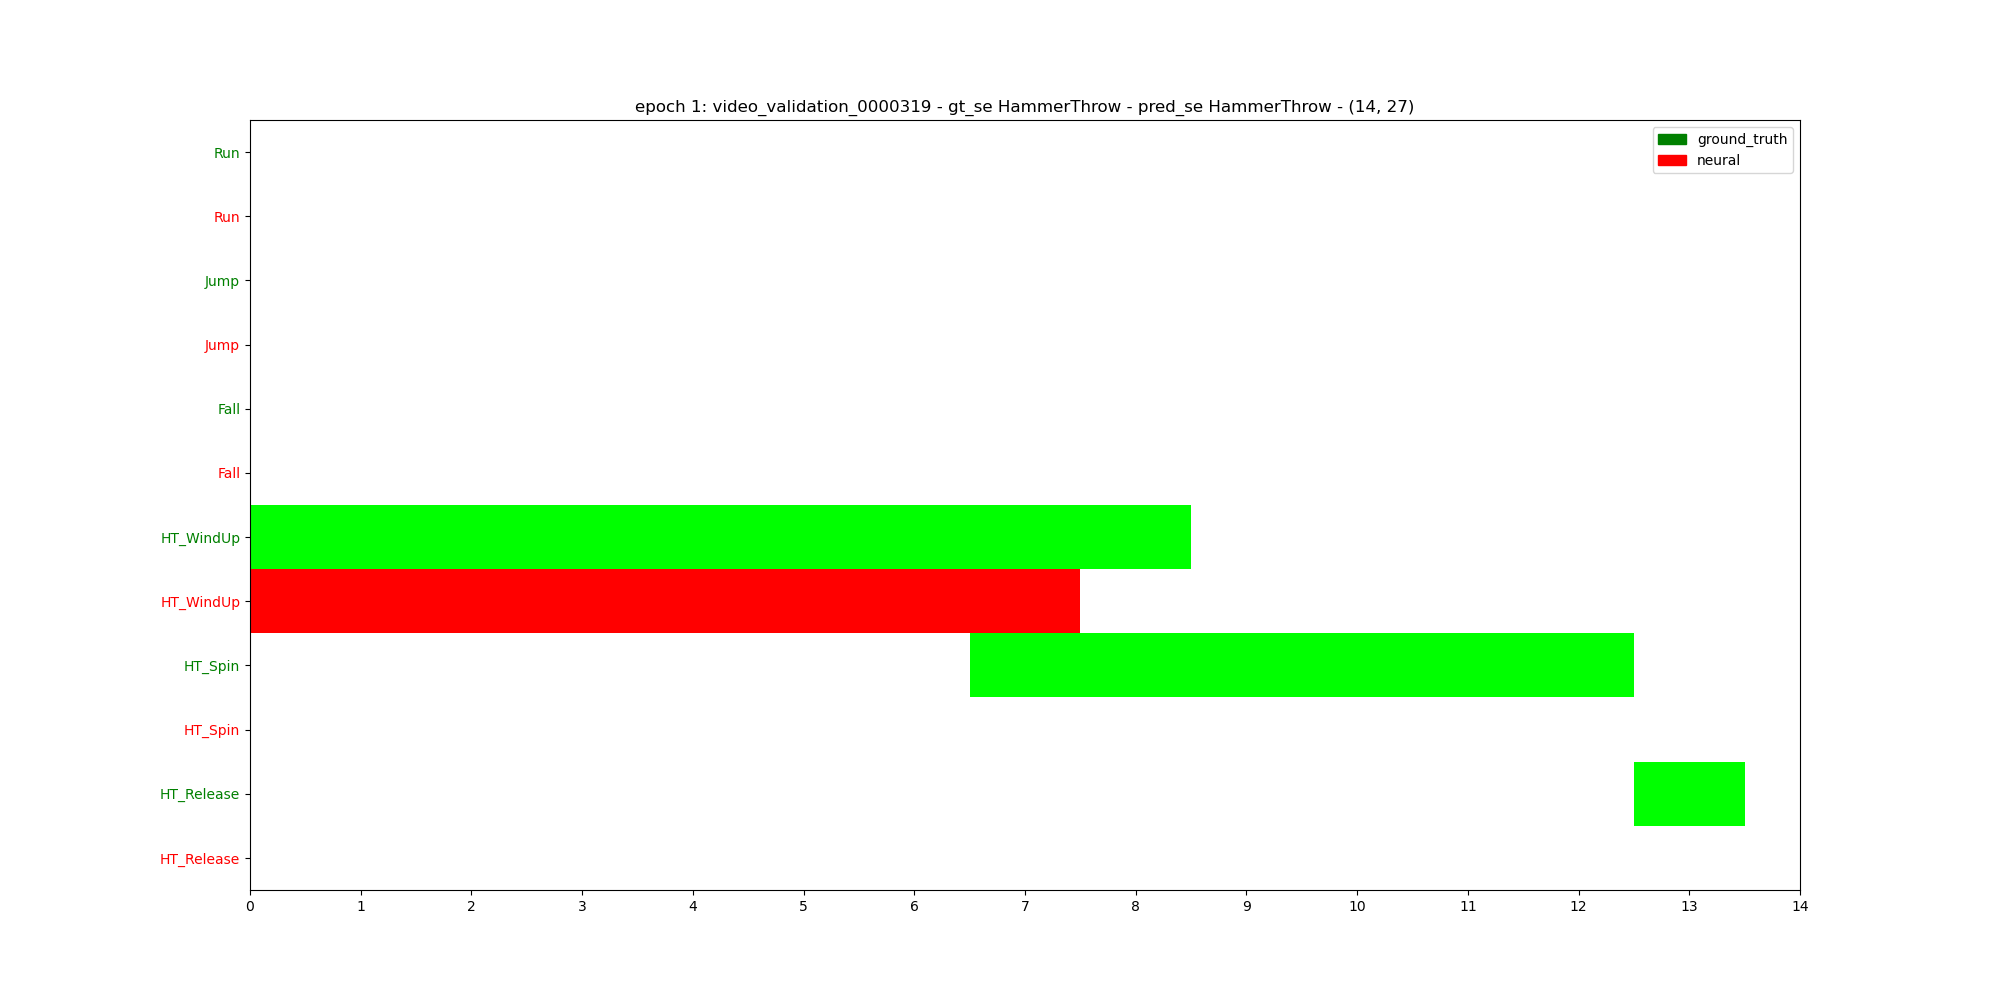 epoch 1: video_validation_0000319 - gt_se HammerThrow - pred_se HammerThrow - (14, 27)
ground_truth
neural
Run
Run
Jump
Jump
Fall
Fall
HT_WindUp
HT_WindUp
HT_Spin
HT_Spin
HT_Release
HT_Release
0 1 2 3 4 5 6 7 8 9 10 11 12 13 14